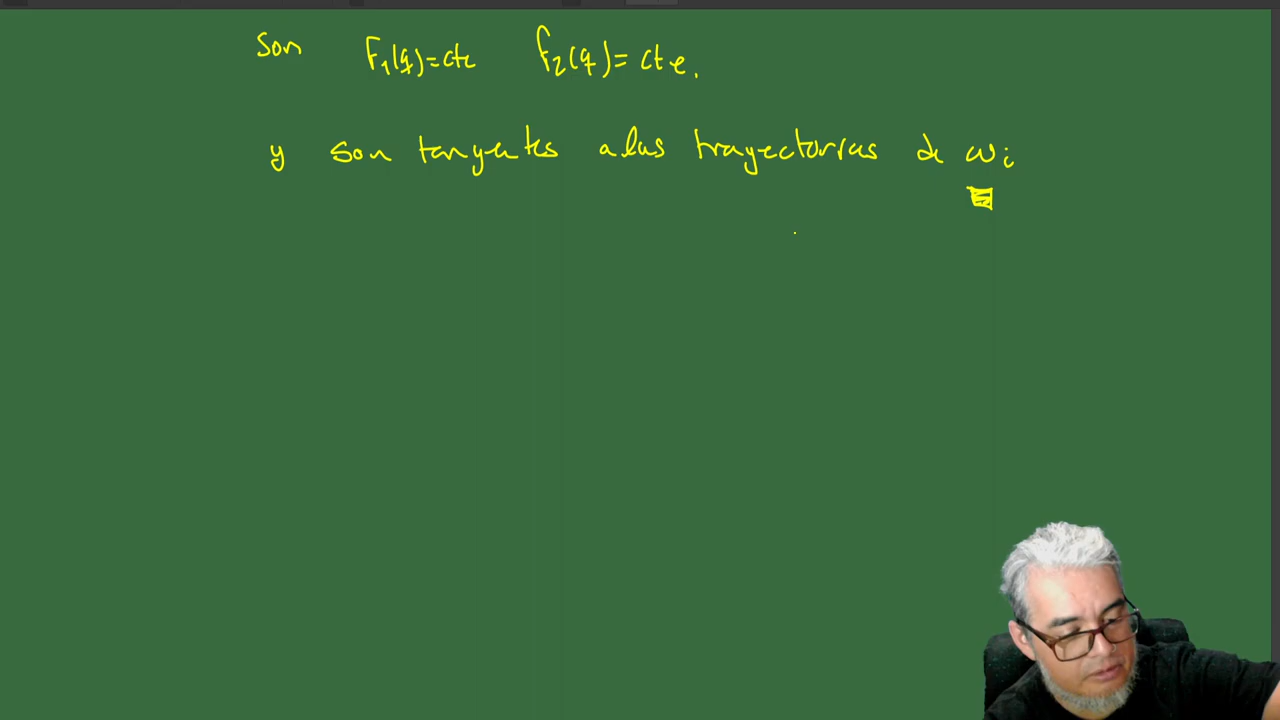 son F₁(q)=cte f₂(q)=cte.
y son tangentes a las trayectorias de ωᵢ